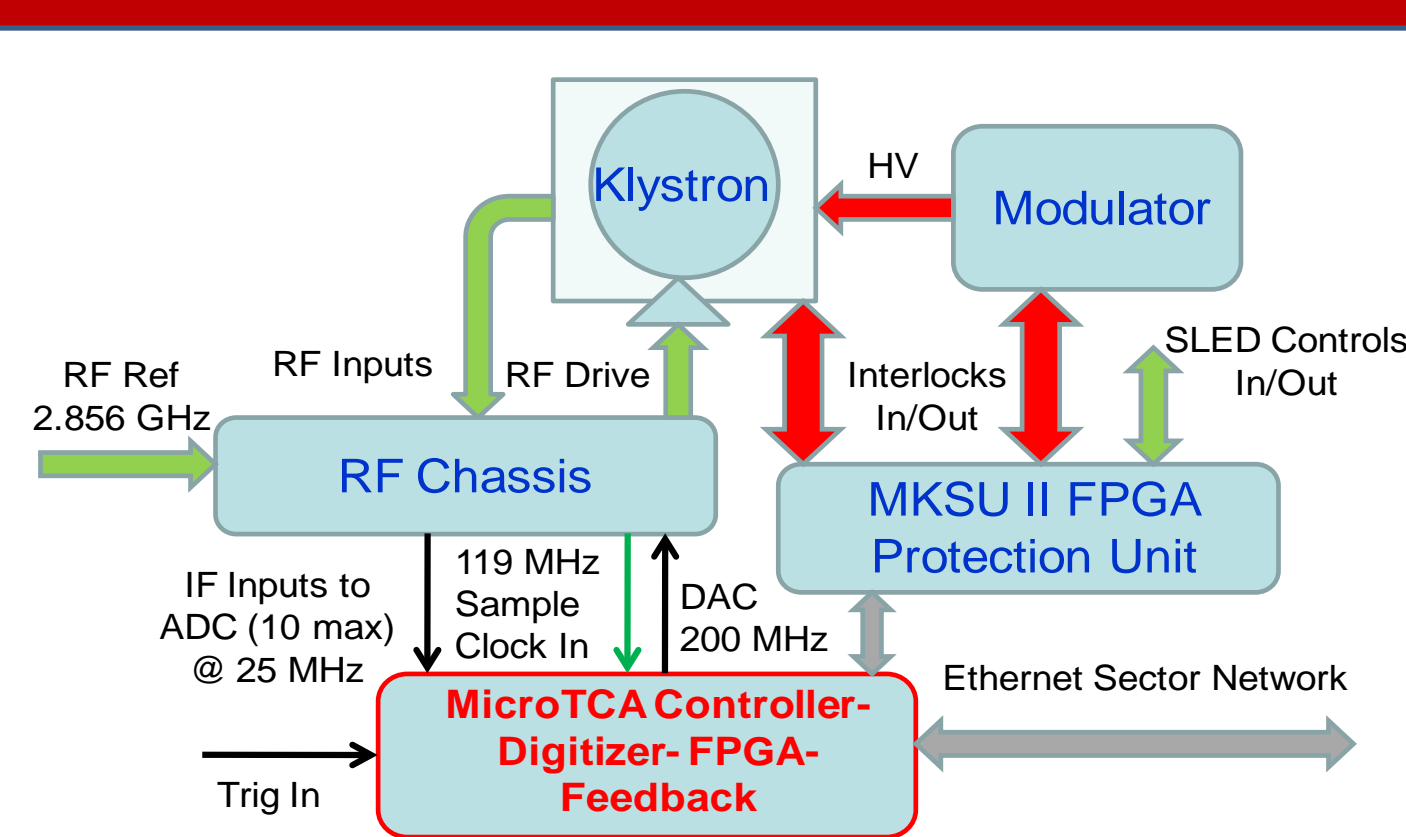 Klystron
HV
Modulator
RF Inputs
RF Drive
Interlocks
In/Out
SLED Controls
In/Out
RF Ref
2.856 GHz
RF Chassis
MKSU II FPGA
Protection Unit
IF Inputs to
ADC (10 max)
@ 25 MHz
119 MHz
Sample
Clock In
DAC
200 MHz
Ethernet Sector Network
MicroTCA Controller-
Digitizer- FPGA-
Feedback
Trig In